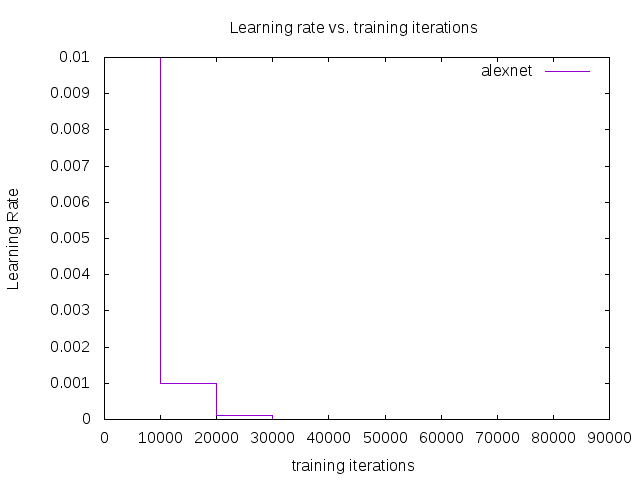 Learning rate vs. training iterations
alexnet
0.01
0.009
0.008
0.007
0.006
0.005
0.004
0.003
0.002
0.001
0
Learning Rate
0 10000 20000 30000 40000 50000 60000 70000 80000 90000
training iterations